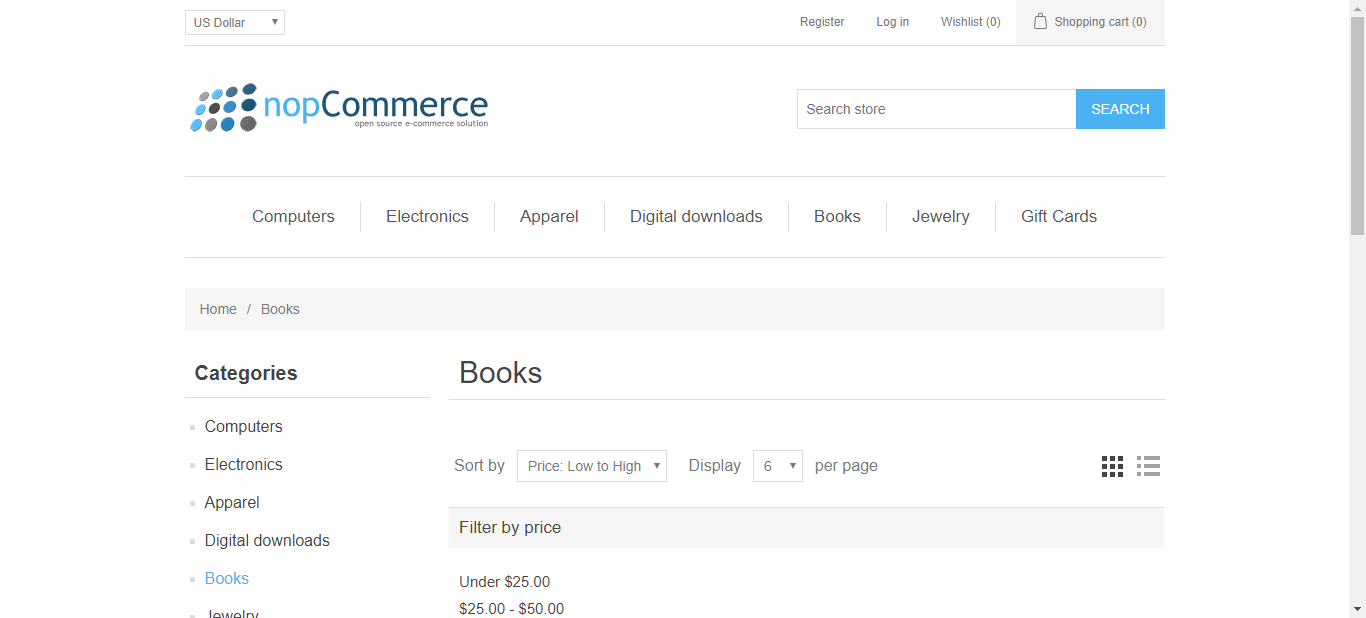 US Dollar
Register Log in Wishlist (0) Shopping cart (0)
nopCommerce
open source e-commerce solution
Search store SEARCH
Computers Electronics Apparel Digital downloads Books Jewelry Gift Cards
Home / Books
Categories
Computers
Electronics
Apparel
Digital downloads
Books
Jewelry
Books
Sort by Price: Low to High Display 6 per page
Filter by price
Under $25.00
$25.00 - $50.00